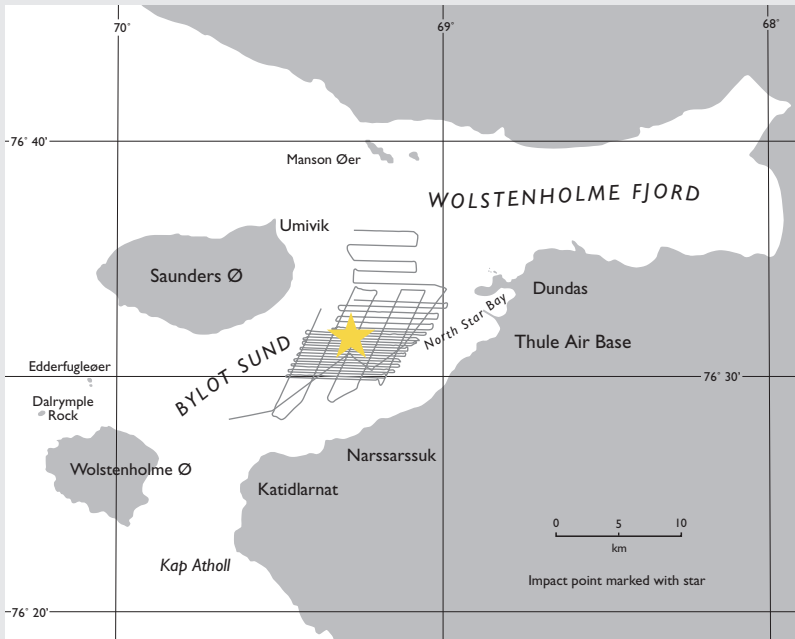 70°
69°
68°
76° 40'
Manson Øer
WOLSTENHOLME FJORD
Umivik
Saunders Ø
Dundas
North Star Bay
Thule Air Base
BYLOT SUND
Edderfugleøer
76° 30'
Dalrymple
Rock
Narssarssuk
Wolstenholme Ø
Katidlarnat
0 5 10
km
Kap Atholl
Impact point marked with star
76° 20'